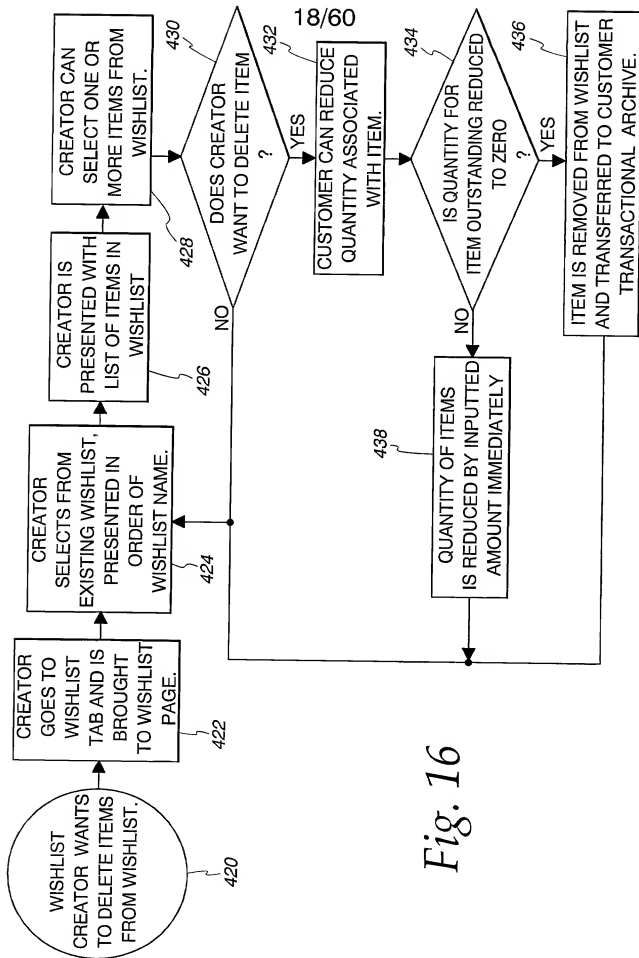 18/60
WISHLIST
CREATOR WANTS
TO DELETE ITEMS
FROM WISHLIST.
420
CREATOR
GOES TO
WISHLIST
TAB AND IS
BROUGHT
TO WISHLIST
PAGE.
422
CREATOR
SELECTS FROM
EXISTING WISHLIST,
PRESENTED IN
ORDER OF
WISHLIST NAME.
424
CREATOR IS
PRESENTED WITH
LIST OF ITEMS IN
WISHLIST
426
CREATOR CAN
SELECT ONE OR
MORE ITEMS FROM
WISHLIST.
428
DOES CREATOR
WANT TO DELETE ITEM
?
430
NO
YES
CUSTOMER CAN REDUCE
QUANTITY ASSOCIATED
WITH ITEM.
432
IS QUANTITY FOR
ITEM OUTSTANDING REDUCED
TO ZERO
?
434
NO
YES
QUANTITY OF ITEMS
IS REDUCED BY INPUTTED
AMOUNT IMMEDIATELY
438
ITEM IS REMOVED FROM WISHLIST
AND TRANSFERRED TO CUSTOMER
TRANSACTIONAL ARCHIVE.
436
Fig. 16